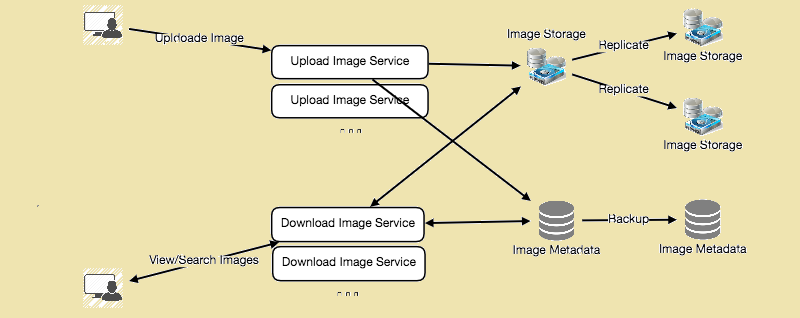 Uploade Image
Upload Image Service
Upload Image Service
Image Storage
Replicate
Image Storage
Replicate
Image Storage
Download Image Service
Download Image Service
View/Search Images
Image Metadata
Backup
Image Metadata